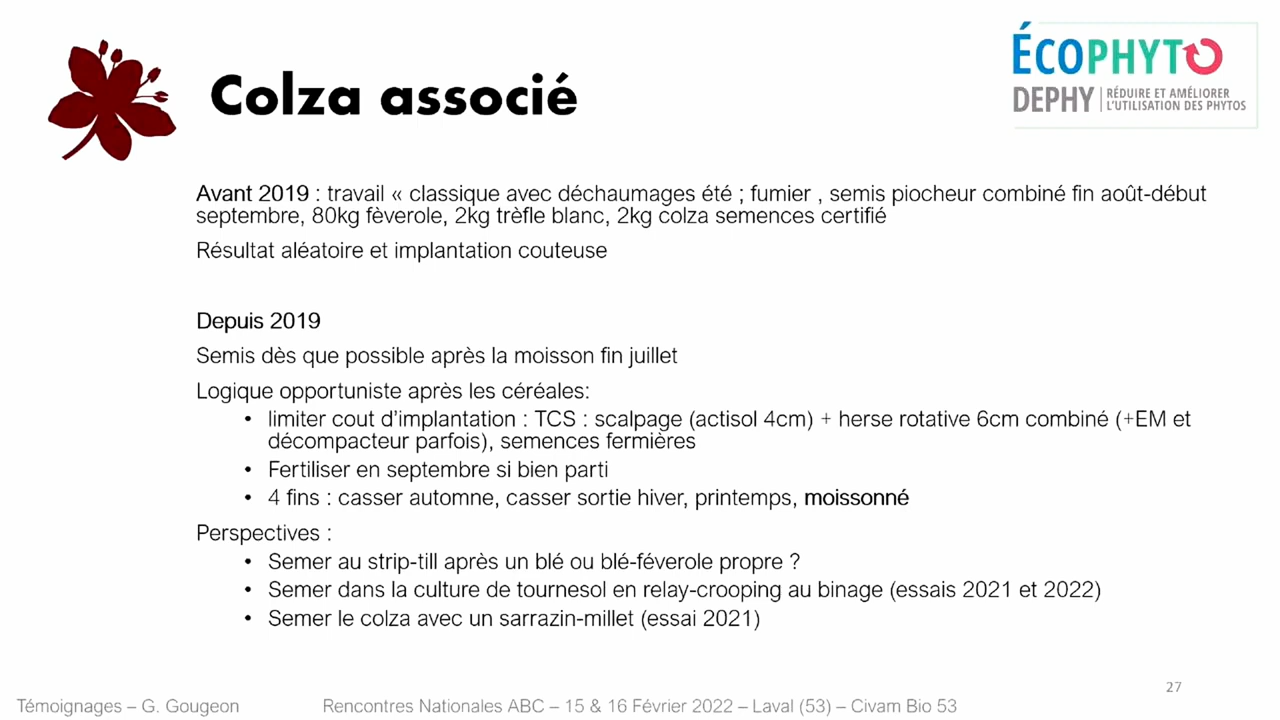 Colza associé
ÉCOPHYTO
DEPHY
RÉDUIRE ET AMÉLIORER
L'UTILISATION DES PHYTOS
Avant 2019 : travail « classique avec déchaumages été ; fumier , semis piocheur combiné fin août-début
septembre, 80kg fèverole, 2kg trèfle blanc, 2kg colza semences certifié
Résultat aléatoire et implantation couteuse
Depuis 2019
Semis dès que possible après la moisson fin juillet
Logique opportuniste après les céréales:
• limiter cout d'implantation : TCS : scalpage (actisol 4cm) + herse rotative 6cm combiné (+EM et
décompacteur parfois), semences fermières
• Fertiliser en septembre si bien parti
• 4 fins : casser automne, casser sortie hiver, printemps, moissonné
Perspectives :
• Semer au strip-till après un blé ou blé-féverole propre ?
• Semer dans la culture de tournesol en relay-crooping au binage (essais 2021 et 2022)
• Semer le colza avec un sarrazin-millet (essai 2021)
27
Témoignages – G. Gougeon
Rencontres Nationales ABC – 15 & 16 Février 2022 – Laval (53) – Civam Bio 53